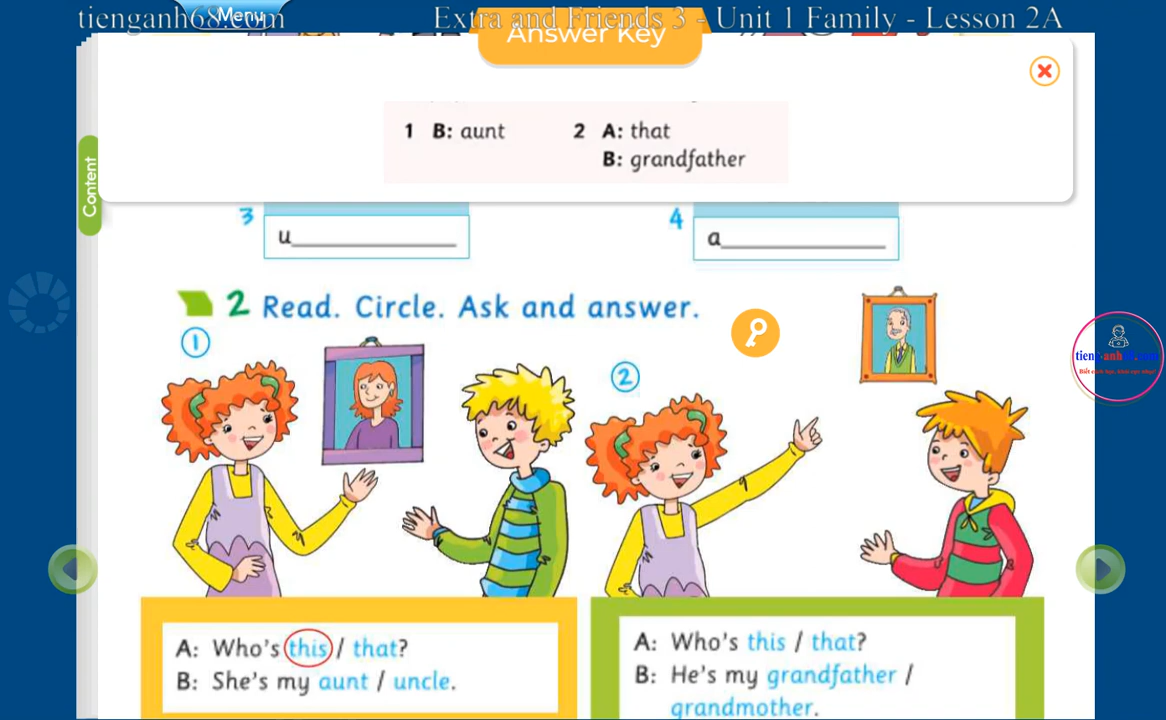 tienganh68.com
Menu
Extra and Friends 3 - Unit 1 Family - Lesson 2A
Answer Key
1 B: aunt
2 A: that
B: grandfather
Content
3
u
4
a
2 Read. Circle. Ask and answer.
1
2
A: Who's this / that?
B: She's my aunt / uncle.
A: Who's this / that?
B: He's my grandfather /
grandmother.